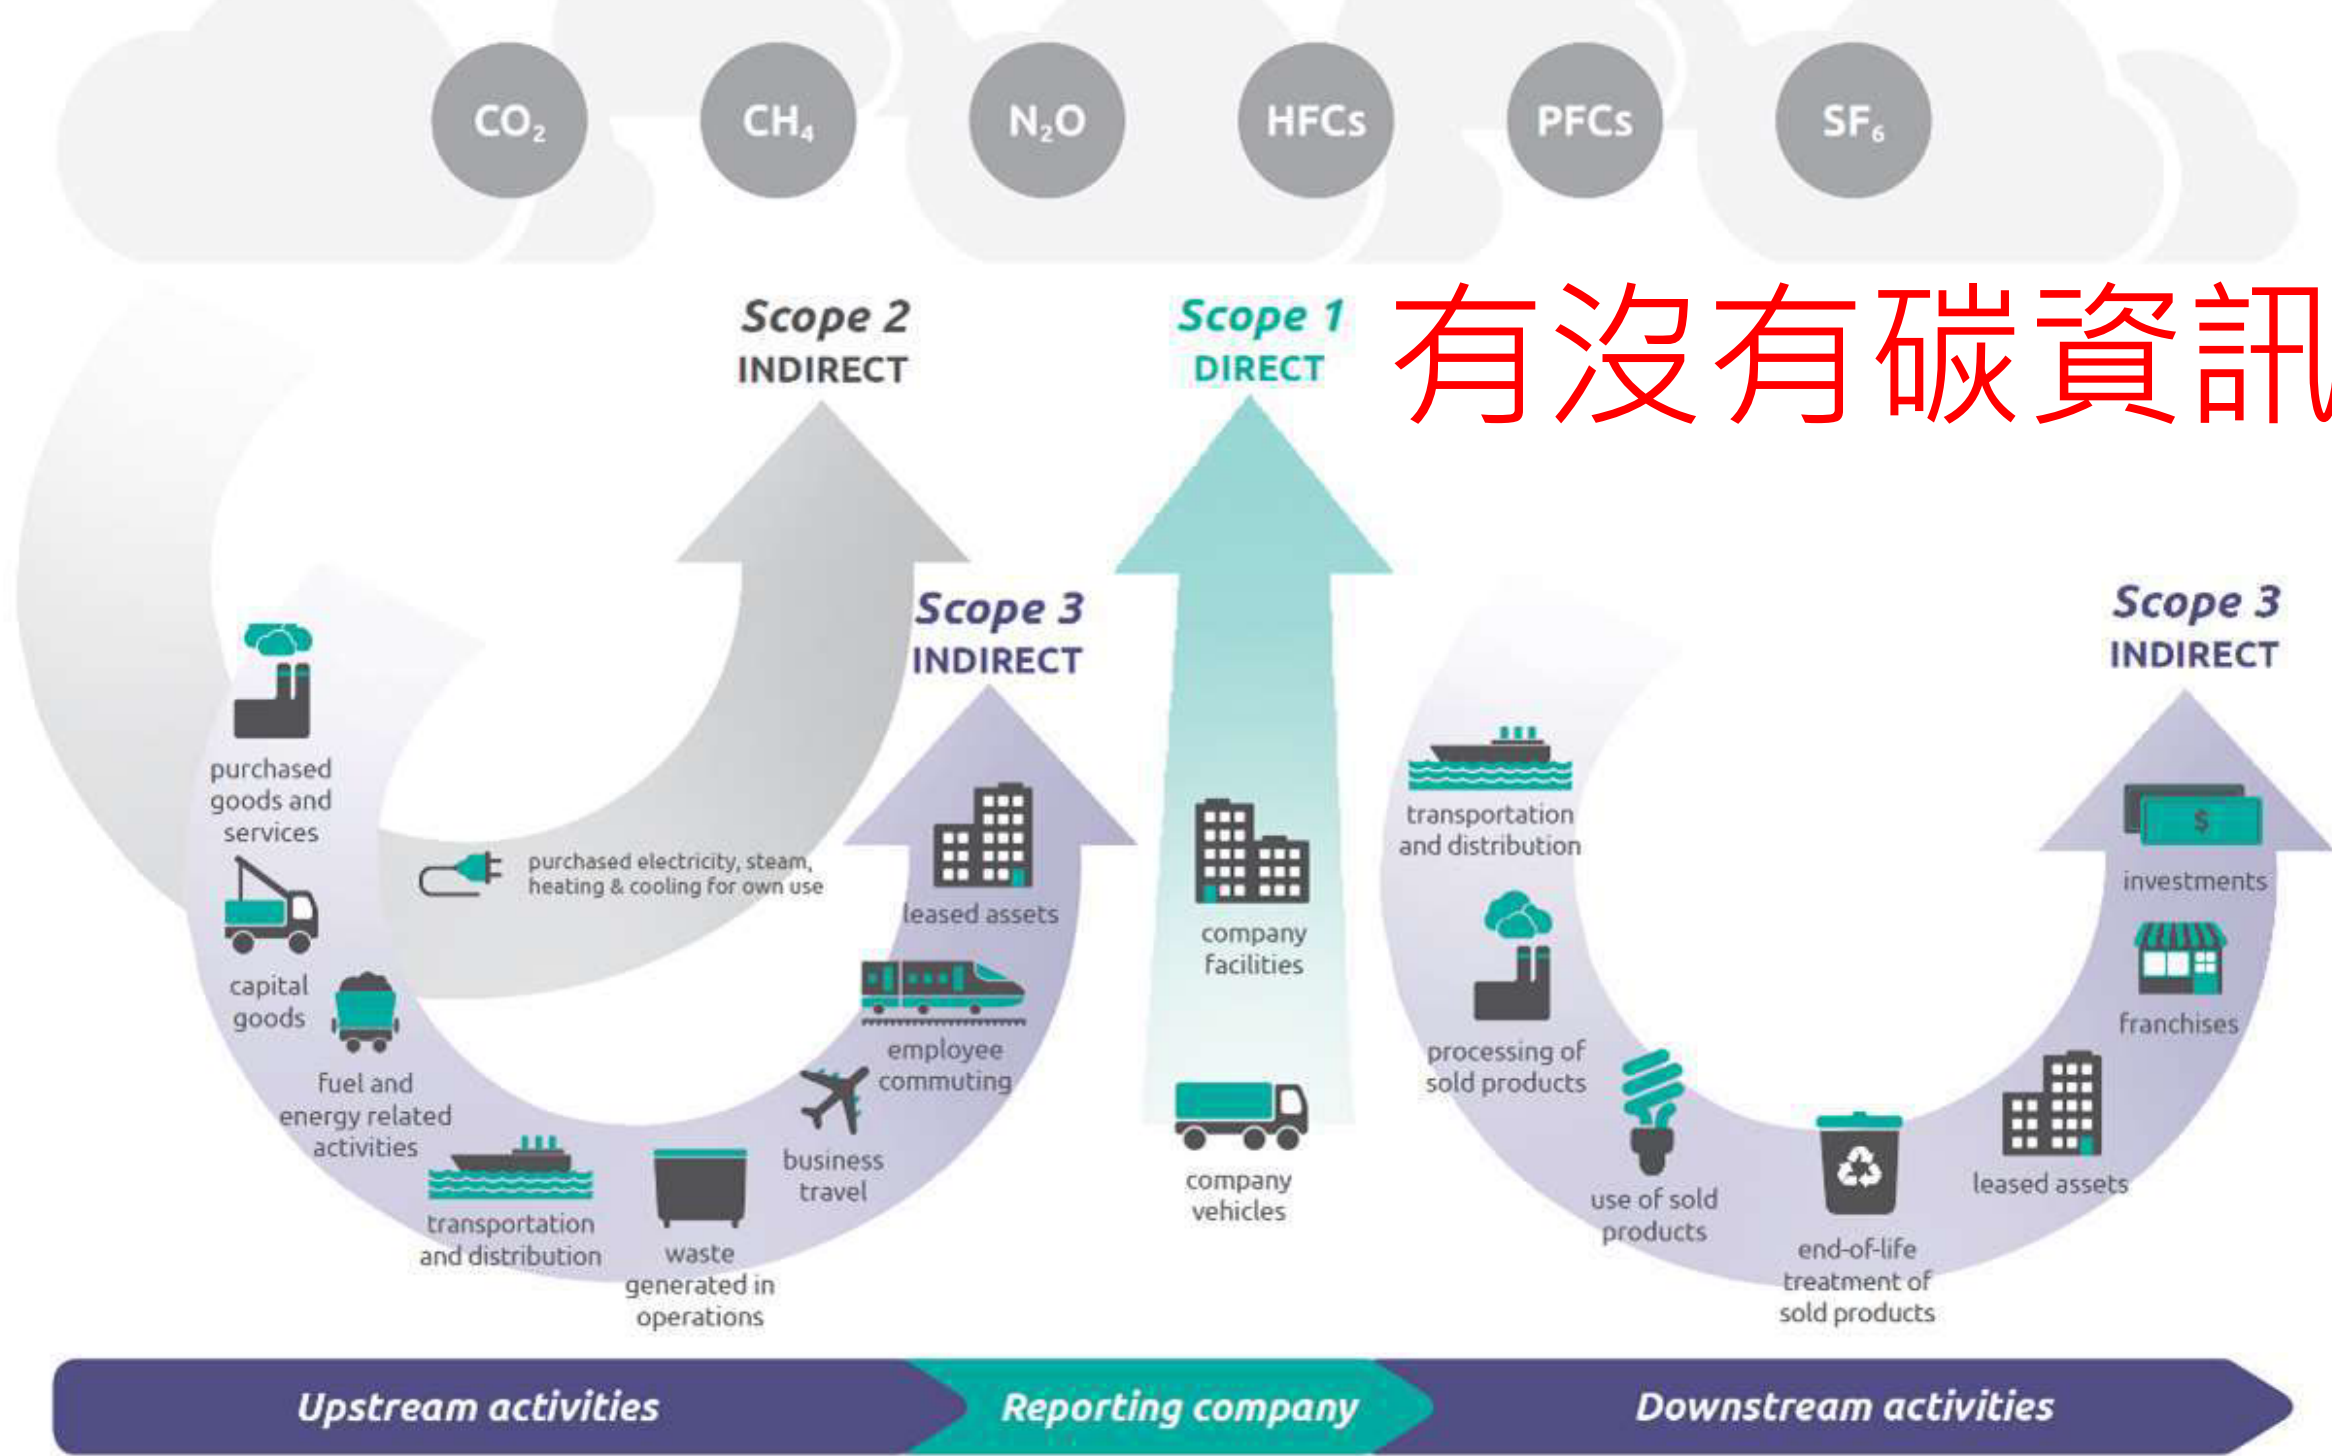 CO₂
CH₄
N₂O
HFCs
PFCs
SF₆
Scope 2
INDIRECT
Scope 1
DIRECT
有沒有碳資訊
Scope 3
INDIRECT
Scope 3
INDIRECT
purchased
goods and
services
capital
goods
fuel and
energy related
activities
purchased electricity, steam,
heating & cooling for own use
transportation
and distribution
waste
generated in
operations
business
travel
employee
commuting
leased assets
company
facilities
company
vehicles
transportation
and distribution
processing of
sold products
use of sold
products
end-of-life
treatment of
sold products
leased assets
franchises
$
investments
Upstream activities
Reporting company
Downstream activities